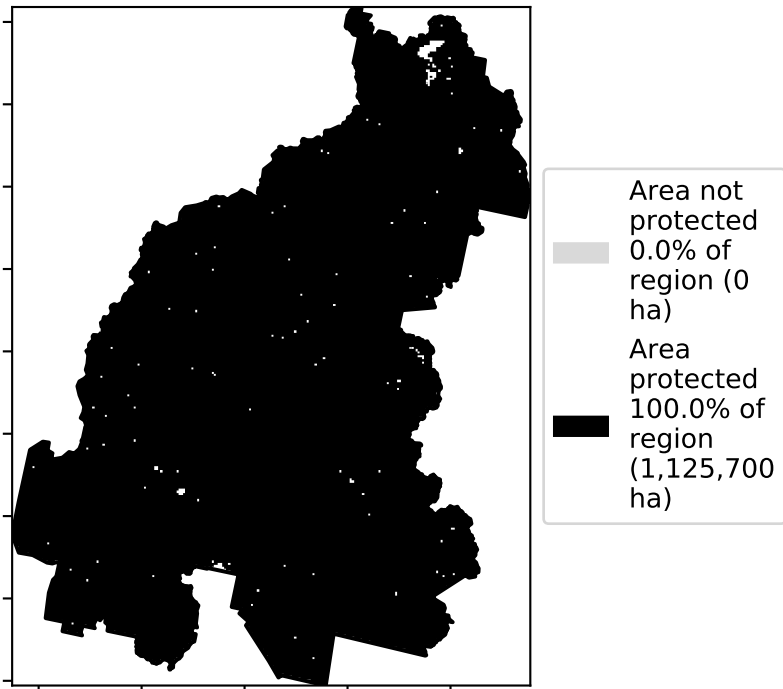 Area not
protected
0.0% of
region (0
ha)
Area
protected
100.0% of
region
(1,125,700
ha)